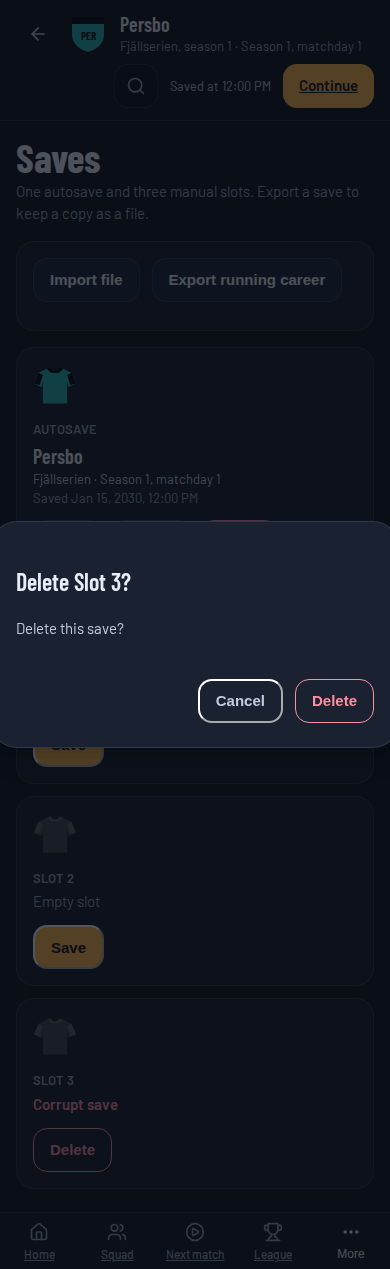 PER
Persbo
Fjällserien, season 1 · Season 1, matchday 1
Saved at 12:00 PM
Continue
Saves
One autosave and three manual slots. Export a save to
keep a copy as a file.
Import file
Export running career
AUTOSAVE
Persbo
Fjällserien · Season 1, matchday 1
Saved Jan 15, 2030, 12:00 PM
Delete Slot 3?
Delete this save?
Cancel
Delete
Save
SLOT 2
Empty slot
Save
SLOT 3
Corrupt save
Delete
Home
Squad
Next match
League
More